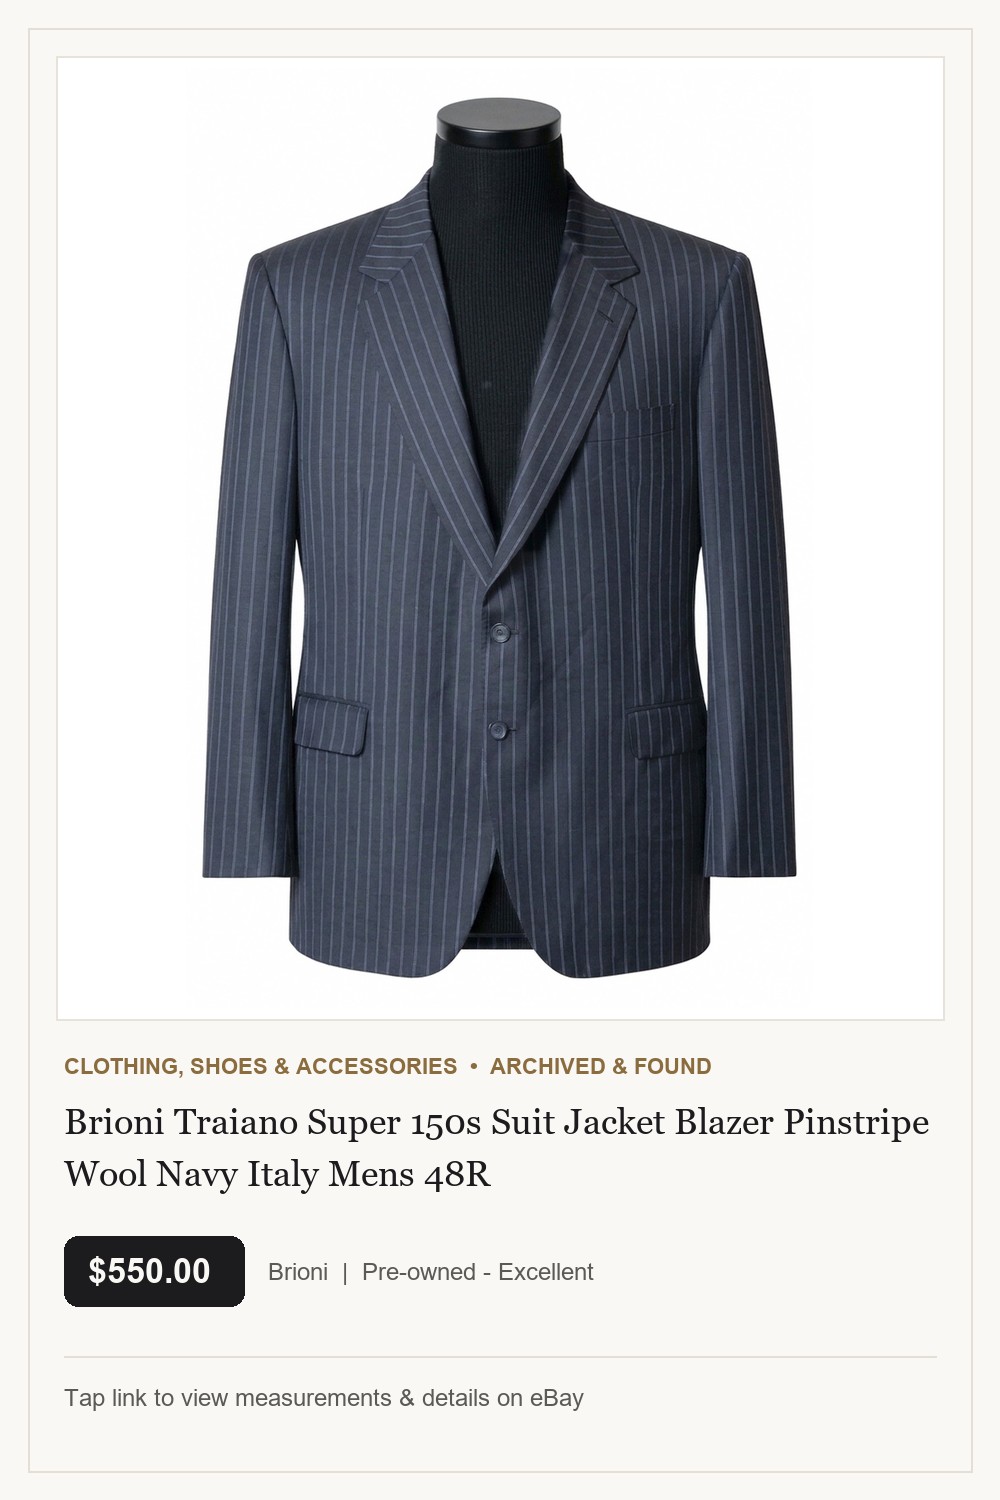 CLOTHING, SHOES & ACCESSORIES • ARCHIVED & FOUND
Brioni Traiano Super 150s Suit Jacket Blazer Pinstripe
Wool Navy Italy Mens 48R
$550.00
Brioni | Pre-owned - Excellent
Tap link to view measurements & details on eBay